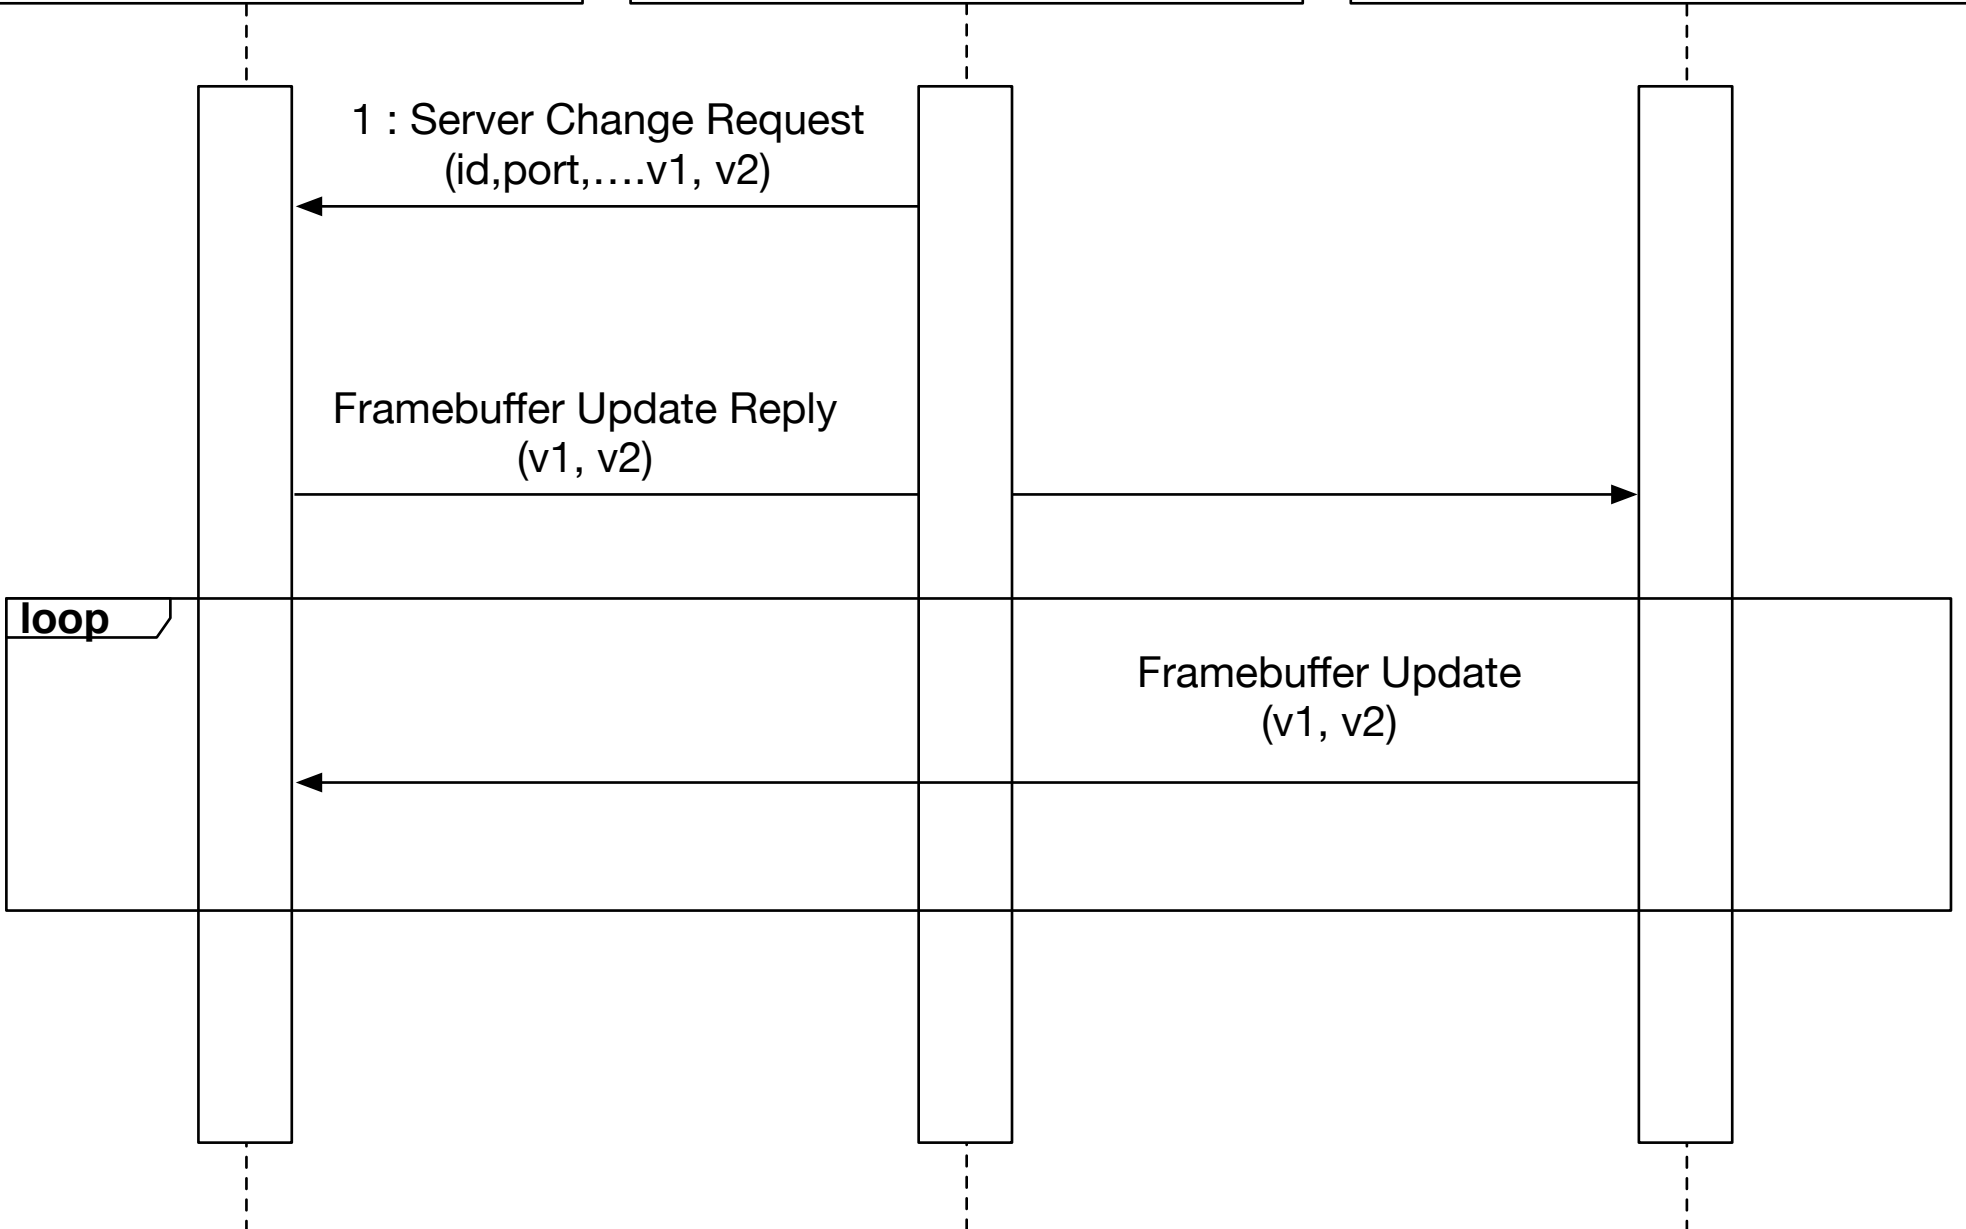 1 : Server Change Request
(id,port,....v1, v2)
Framebuffer Update Reply
(v1, v2)
loop
Framebuffer Update
(v1, v2)